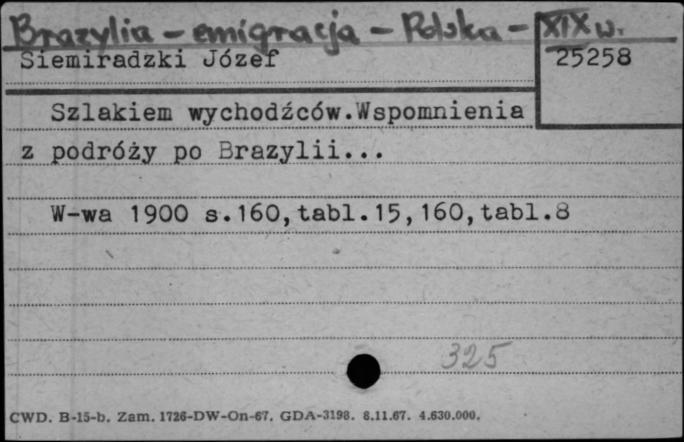 Brazylia - emigracja - Polska - XIX w.
Siemiradzki Józef
25258
Szlakiem wychodźców.Wspomnienia
z podróży po Brazylii...
W-wa 1900 s.160,tabl.15,160,tabl.8
325
CWD. B-15-b. Zam. 1726-DW-On-67. GDA-3198. 8.11.67. 4.630.000.